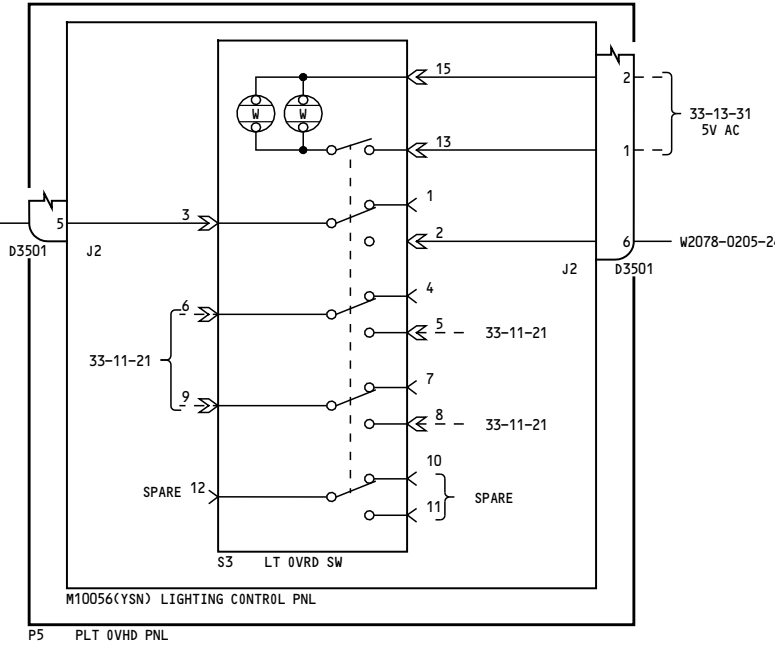 15
2
W W
33-13-31
5V AC
13
1
1
3
5
2
6
W2078-0205-2
D3501
J2
J2
D3501
4
6
5
33-11-21
33-11-21
7
9
8
33-11-21
10
SPARE 12
SPARE
11
S3 LT OVRD SW
M10056(YSN) LIGHTING CONTROL PNL
P5 PLT OVHD PNL